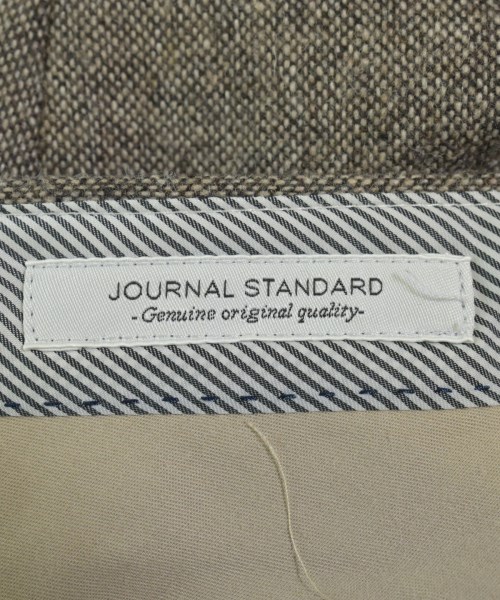 JOURNAL STANDARD
-Genuine original quality-